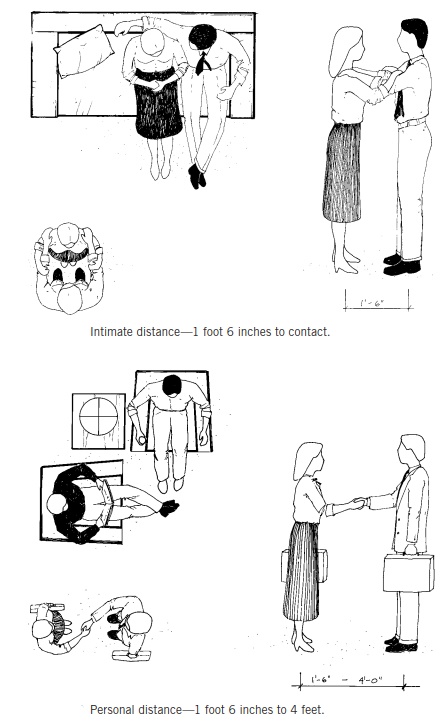 1'-6"
Intimate distance—1 foot 6 inches to contact.
1'-6" - 4'-0"
Personal distance—1 foot 6 inches to 4 feet.